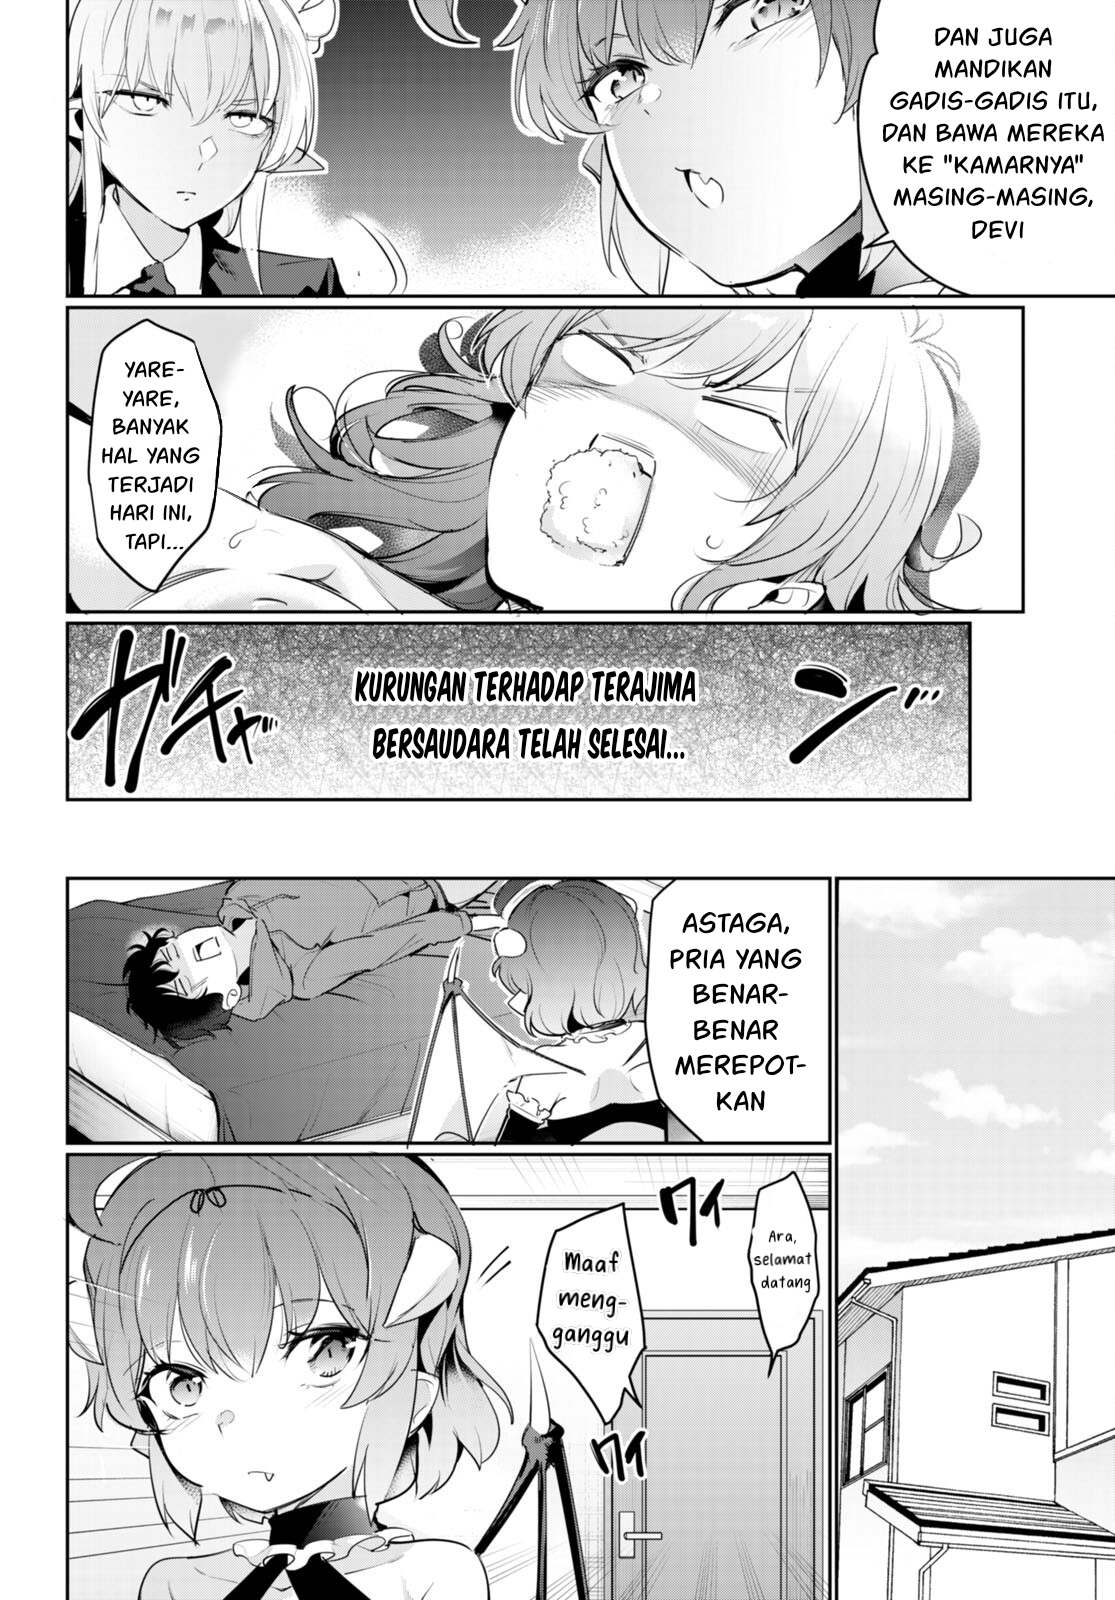 DAN JUGA
MANDIKAN
GADIS-GADIS ITU,
DAN BAWA MEREKA
KE "KAMARNYA"
MASING-MASING,
DEVI
YARE-
YARE,
BANYAK
HAL YANG
TERJADI
HARI INI,
TAPI...
ガチャ
KURUNGAN TERHADAP TERAJIMA
BERSAUDARA TELAH SELESAI...
ン...
ASTAGA,
PRIA YANG
BENAR-
BENAR
MEREPOT-
KAN
Ara,
selamat
datang
ワイ
Maaf
meng-
ganggu
ワイ